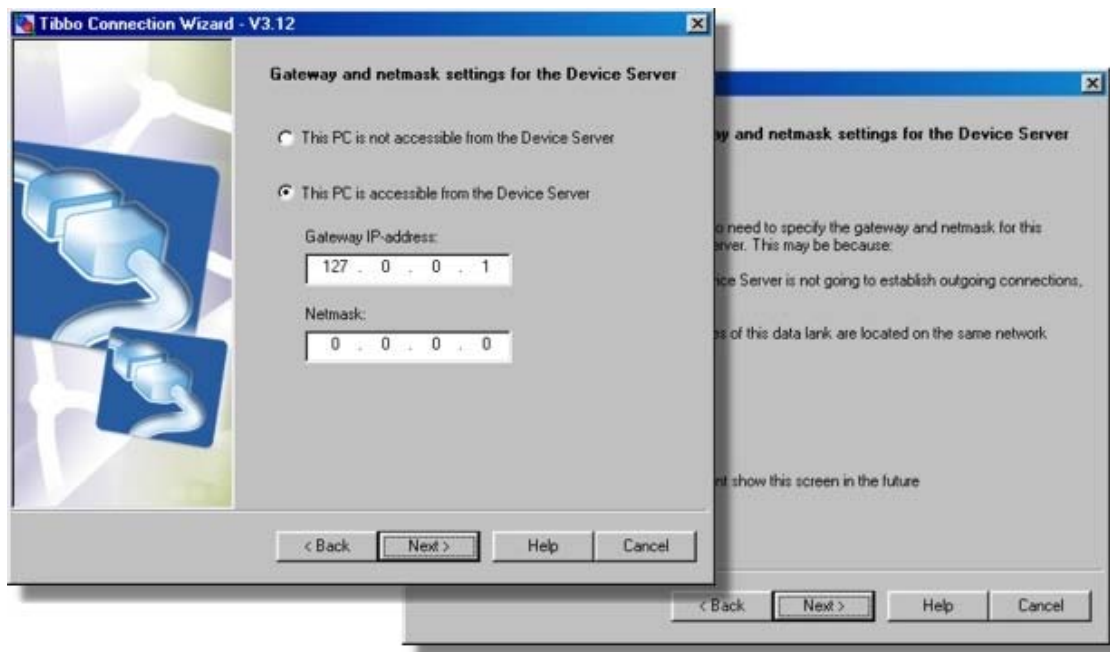 Tibbo Connection Wizard - V3.12
Gateway and netmask settings for the Device Server
This PC is not accessible from the Device Server
This PC is accessible from the Device Server
Gateway IP-address:
127 . 0 . 0 . 1
Netmask:
0 . 0 . 0 . 0
< Back Next > Help Cancel
and netmask settings for the Device Server
need to specify the gateway and netmask for this
This may be because:
Server is not going to establish outgoing connections,
of this data lank are located on the same network
show this screen in the future
< Back Next > Help Cancel